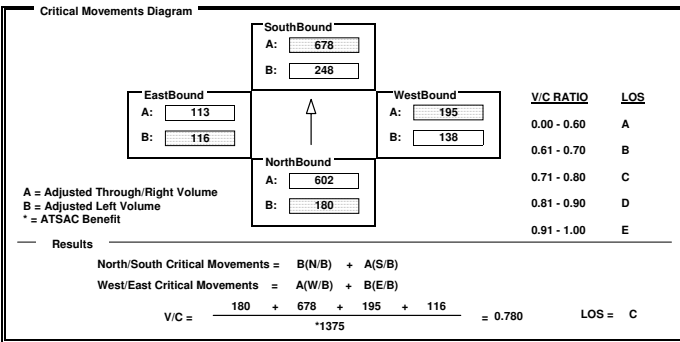 Critical Movements Diagram
SouthBound
A: 678
B: 248
EastBound
A: 113
B: 116
WestBound
A: 195
B: 138
NorthBound
A: 602
B: 180
V/C RATIO LOS
0.00 - 0.60 A
0.61 - 0.70 B
0.71 - 0.80 C
0.81 - 0.90 D
0.91 - 1.00 E
A = Adjusted Through/Right Volume
B = Adjusted Left Volume
* = ATSAC Benefit
Results
North/South Critical Movements = B(N/B) + A(S/B)
West/East Critical Movements = A(W/B) + B(E/B)
V/C = 180 + 678 + 195 + 116 = 0.780 LOS = C
*1375